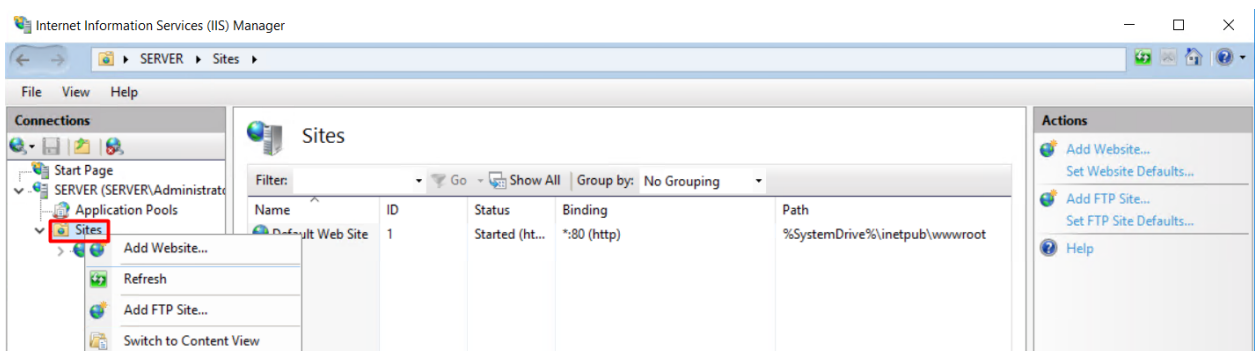 Internet Information Services (IIS) Manager
SERVER Sites
File View Help
Connections
Start Page
SERVER (SERVER\Administrato
Application Pools
Sites
Add Website...
Refresh
Add FTP Site...
Switch to Content View
Sites
Filter: Go Show All Group by: No Grouping
Name ID Status Binding Path
Default Web Site 1 Started (ht... *:80 (http) %SystemDrive%\inetpub\wwwroot
Actions
Add Website...
Set Website Defaults...
Add FTP Site...
Set FTP Site Defaults...
Help